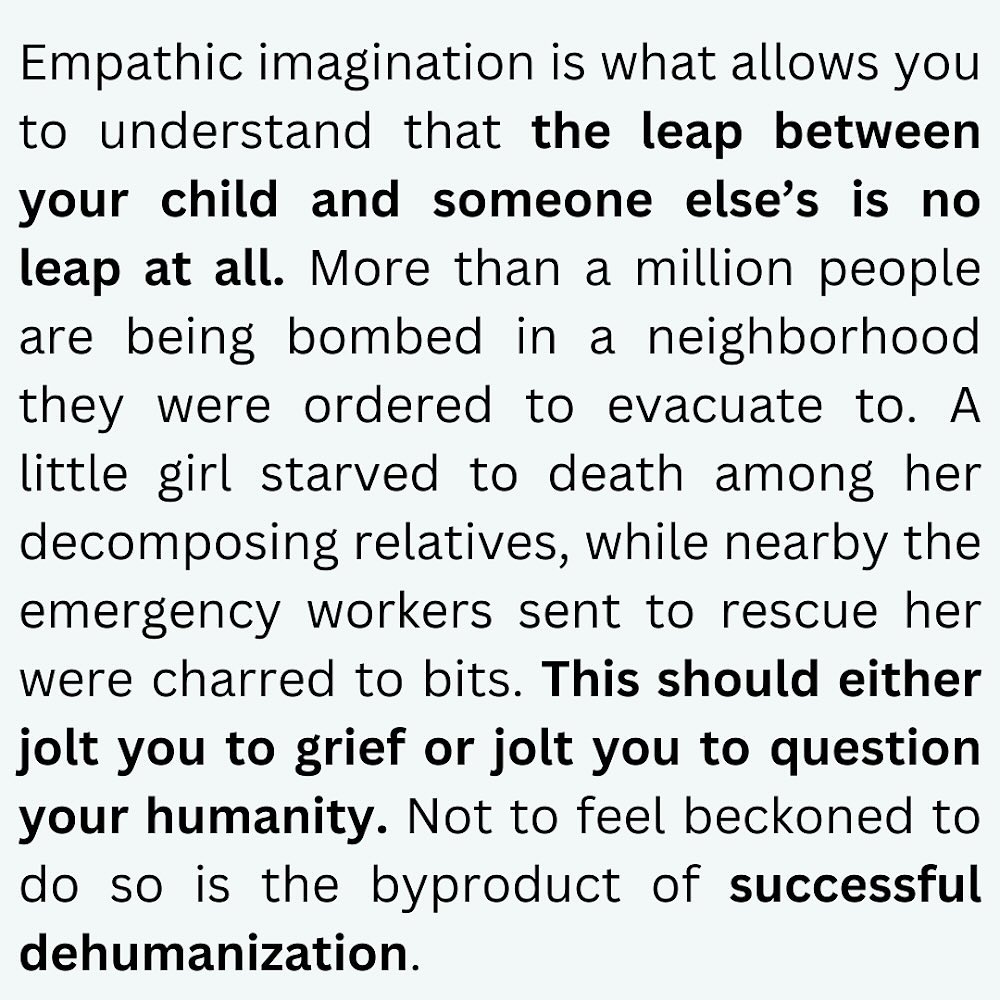 Empathic imagination is what allows you
to understand that the leap between
your child and someone else’s is no
leap at all. More than a million people
are being bombed in a neighborhood
they were ordered to evacuate to. A
little girl starved to death among her
decomposing relatives, while nearby the
emergency workers sent to rescue her
were charred to bits. This should either
jolt you to grief or jolt you to question
your humanity. Not to feel beckoned to
do so is the byproduct of successful
dehumanization.